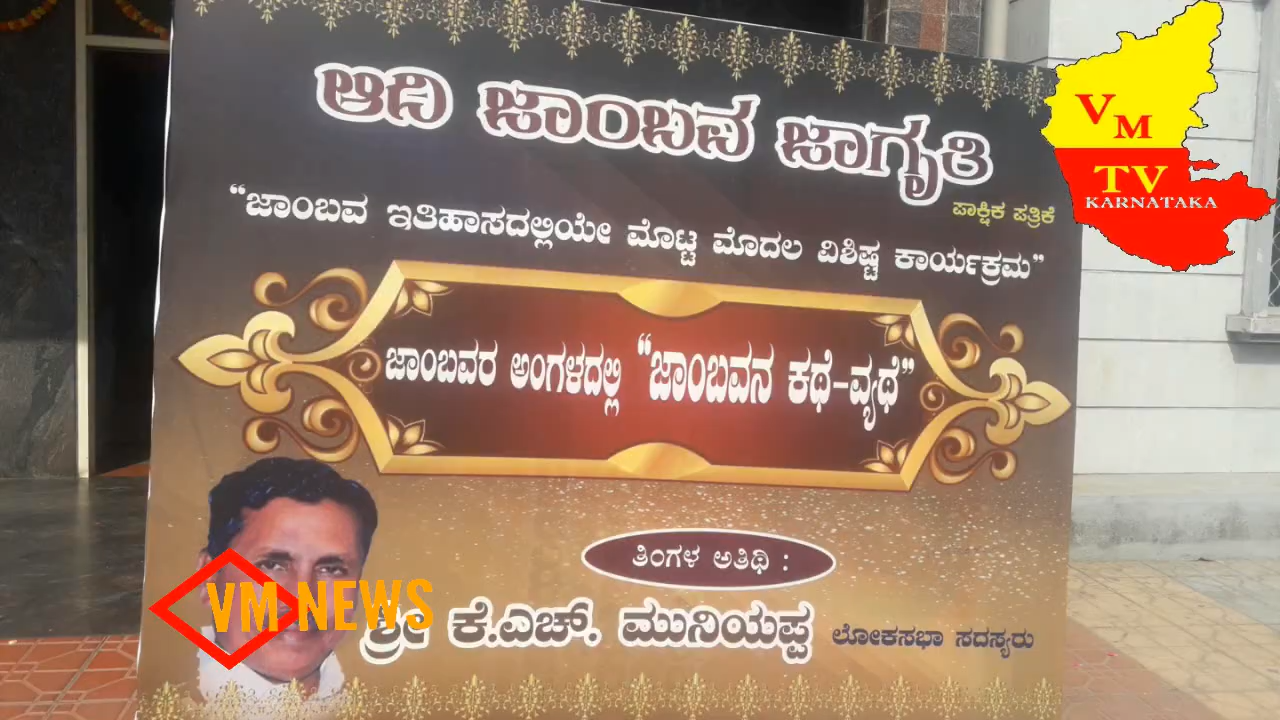 ಆದಿ ಜಾಂಬವ ಜಾಗೃತಿ
ಪಾಕ್ಷಿಕ ಪತ್ರಿಕೆ
“ಜಾಂಬವ ಇತಿಹಾಸದಲ್ಲಿಯೇ ಮೊಟ್ಟ ಮೊದಲ ವಿಶಿಷ್ಟ ಕಾರ್ಯಕ್ರಮ”
ಜಾಂಬವರ ಅಂಗಳದಲ್ಲಿ “ಜಾಂಬವನ ಕಥೆ-ವ್ಯಥೆ”
ತಿಂಗಳ ಅತಿಥಿ :
ಶ್ರೀ ಕೆ.ಎಚ್. ಮುನಿಯಪ್ಪ ಲೋಕಸಭಾ ಸದಸ್ಯರು
VM NEWS
VM
TV
KARNATAKA